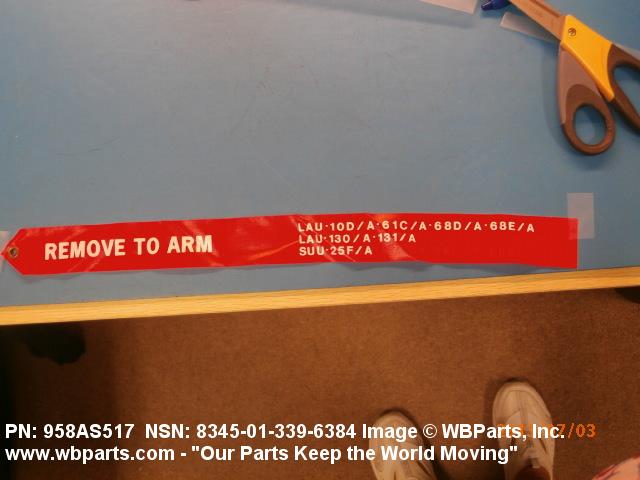 REMOVE TO ARM
LAU·10D/A·61C/A·68D/A·68E/A
LAU·130/A·131/A
SUU·25F/A
PN: 958AS517 NSN: 8345-01-339-6384 Image © WBParts, Inc.
www.wbparts.com - "Our Parts Keep the World Moving"